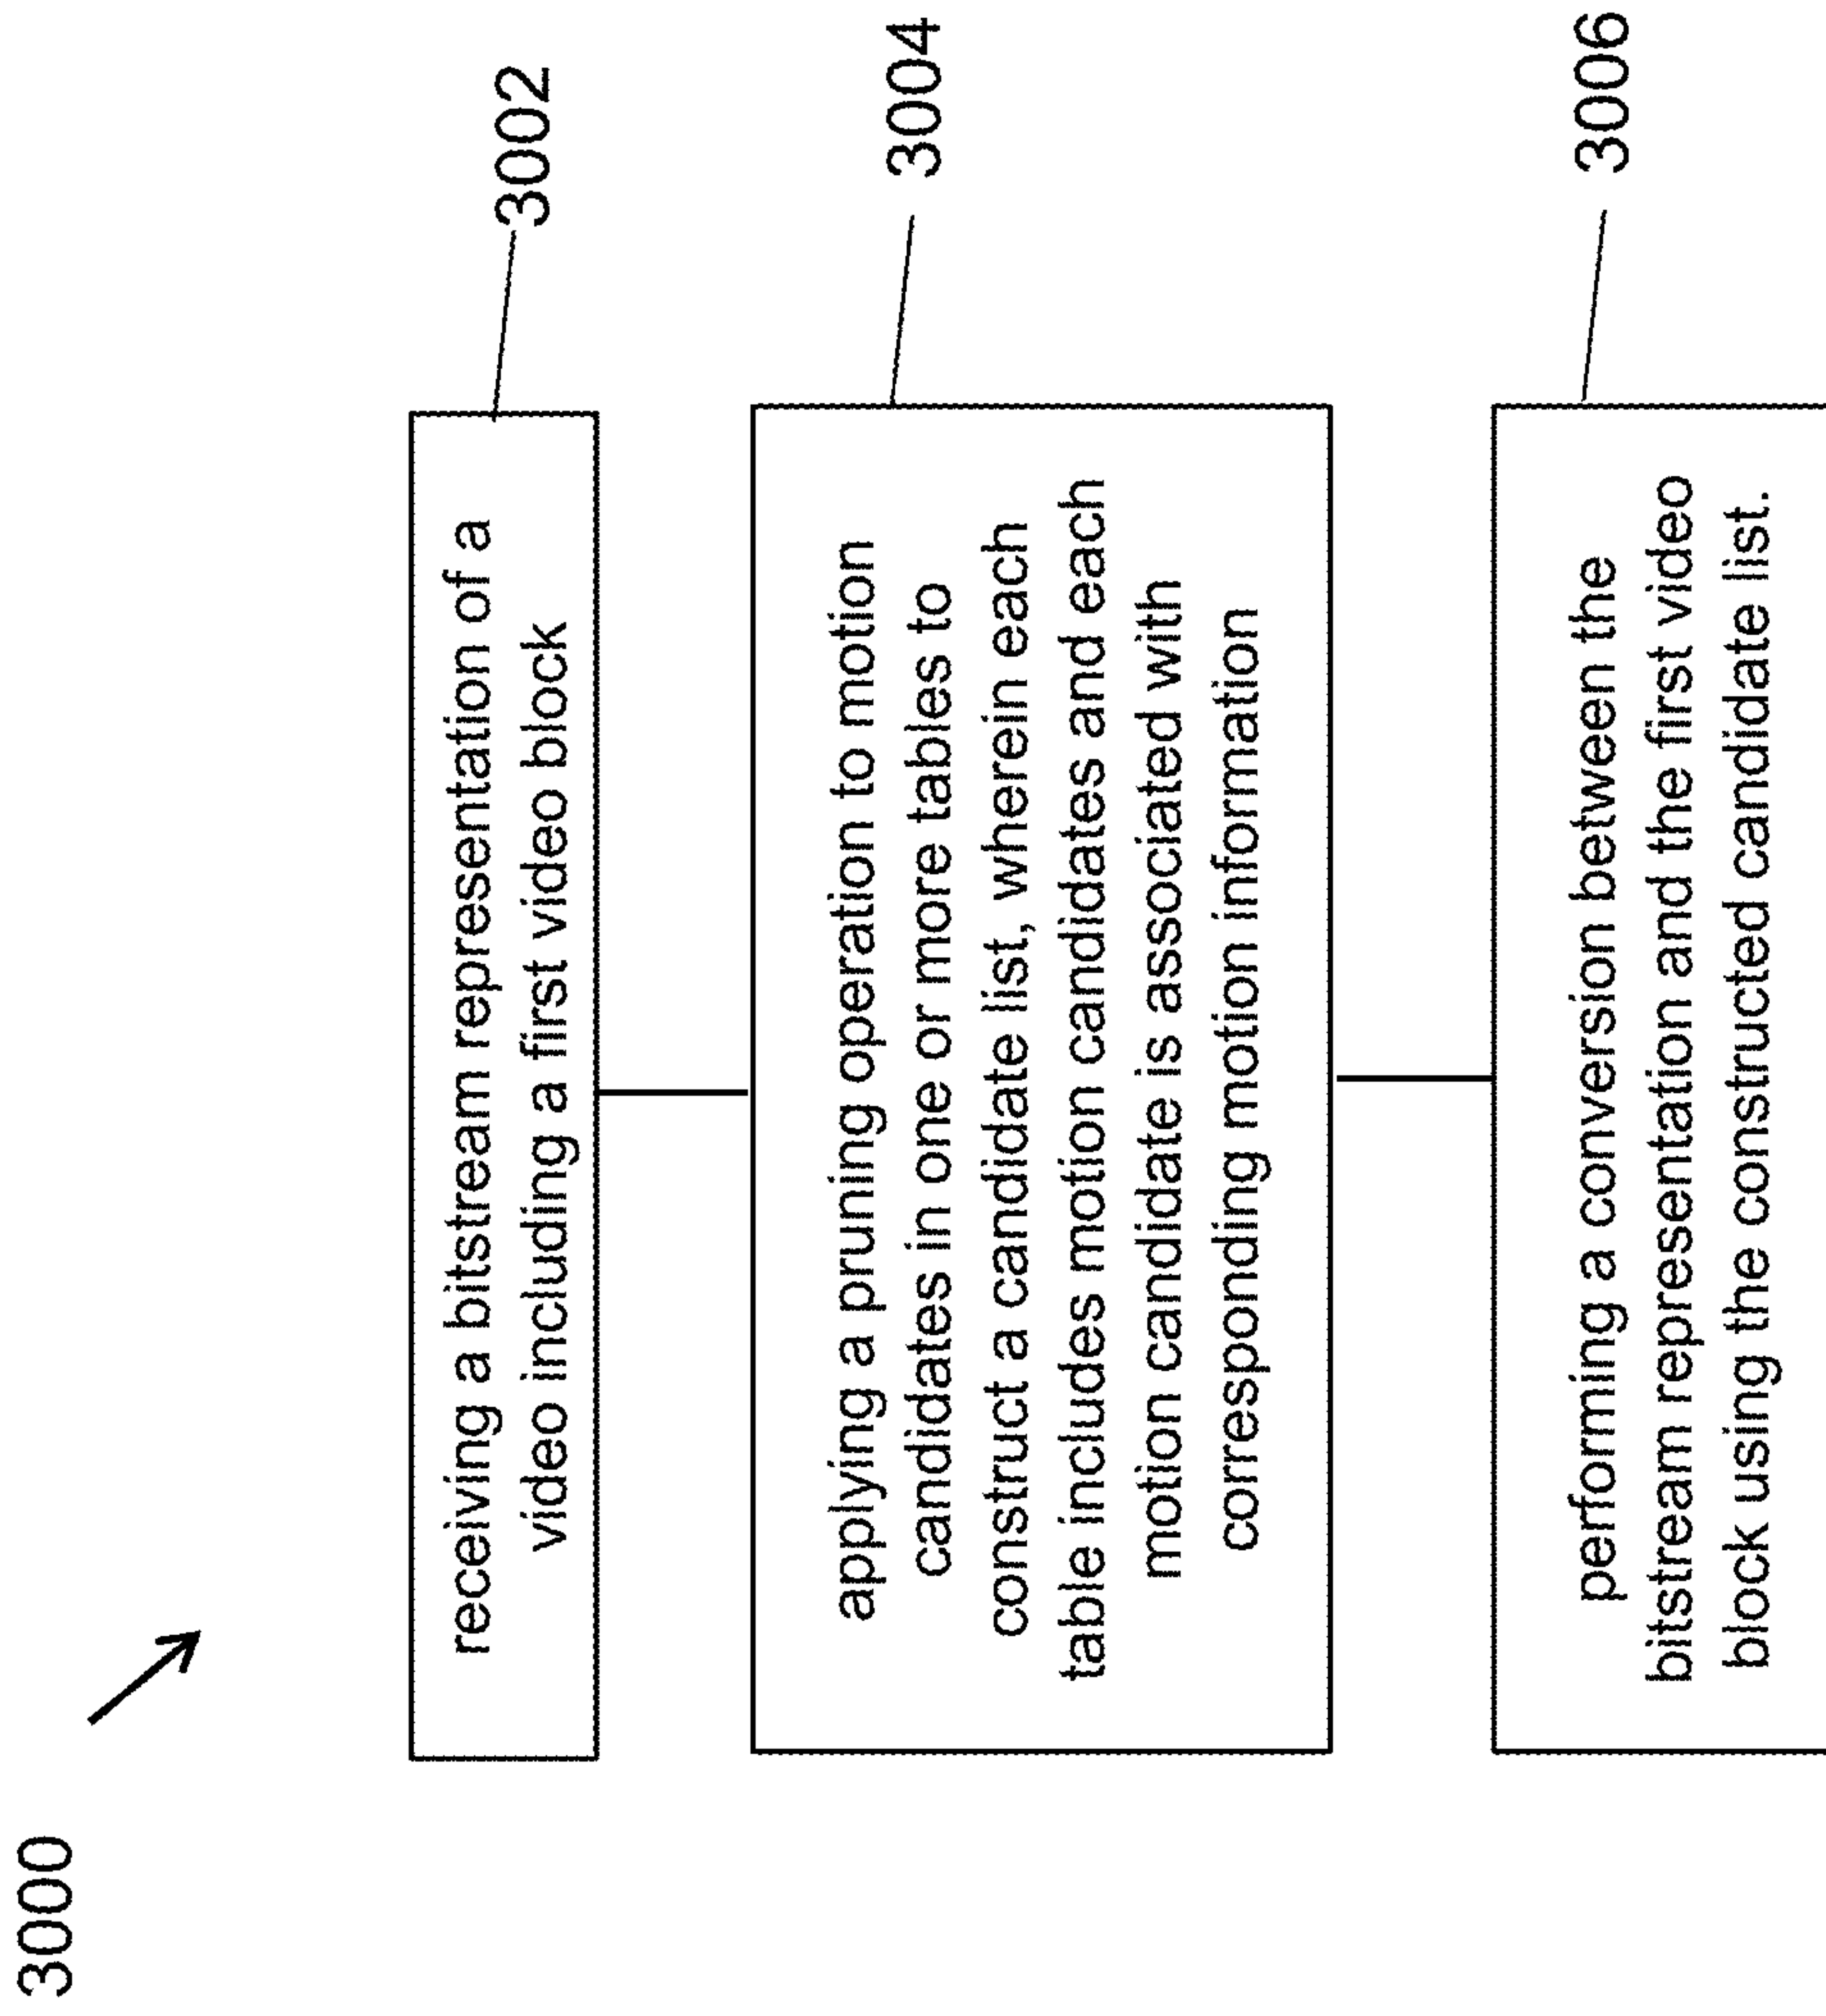 3000
receiving a bitstream representation of a
video including a first video block
3002
applying a pruning operation to motion
candidates in one or more tables to
construct a candidate list, wherein each
table includes motion candidates and each
motion candidate is associated with
corresponding motion information
3004
performing a conversion between the
bitstream representation and the first video
block using the constructed candidate list.
3006